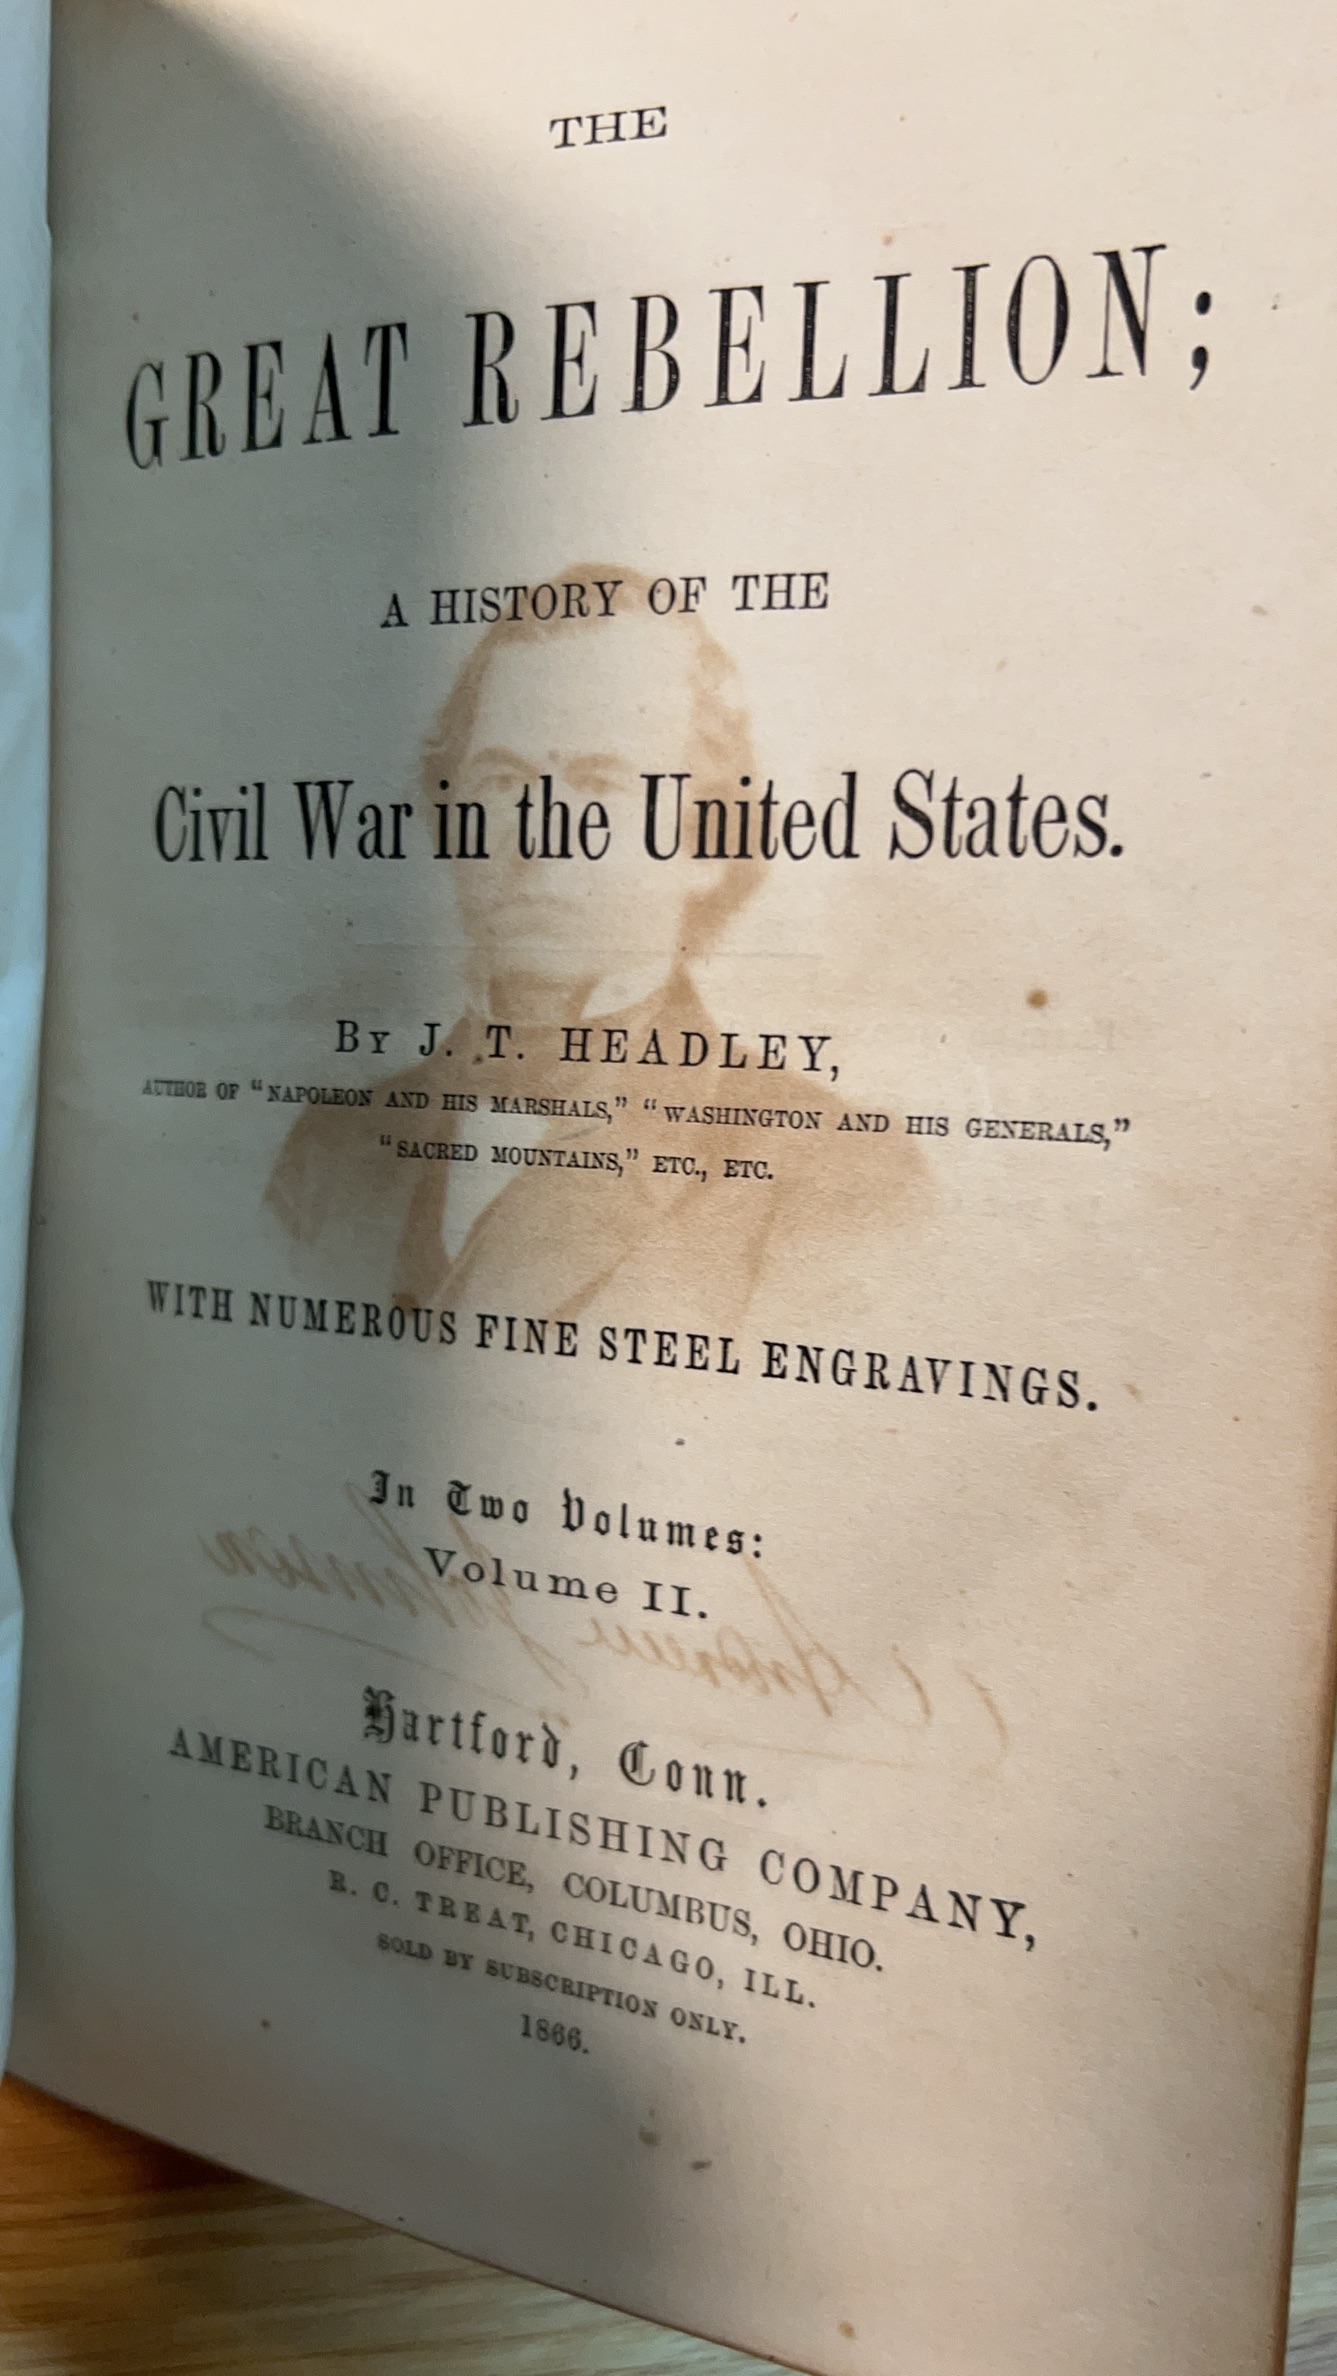 THE
GREAT REBELLION;
A HISTORY OF THE
Civil War in the United States.
BY J. T. HEADLEY,
AUTHOR OF "NAPOLEON AND HIS MARSHALS," "WASHINGTON AND HIS GENERALS,"
"SACRED MOUNTAINS," ETC., ETC.
WITH NUMEROUS FINE STEEL ENGRAVINGS.
In Two Volumes:
Volume II.
Andrew Johnson
Hartford, Conn.
AMERICAN PUBLISHING COMPANY,
BRANCH OFFICE, COLUMBUS, OHIO.
R. C. TREAT, CHICAGO, ILL.
SOLD BY SUBSCRIPTION ONLY.
1866.